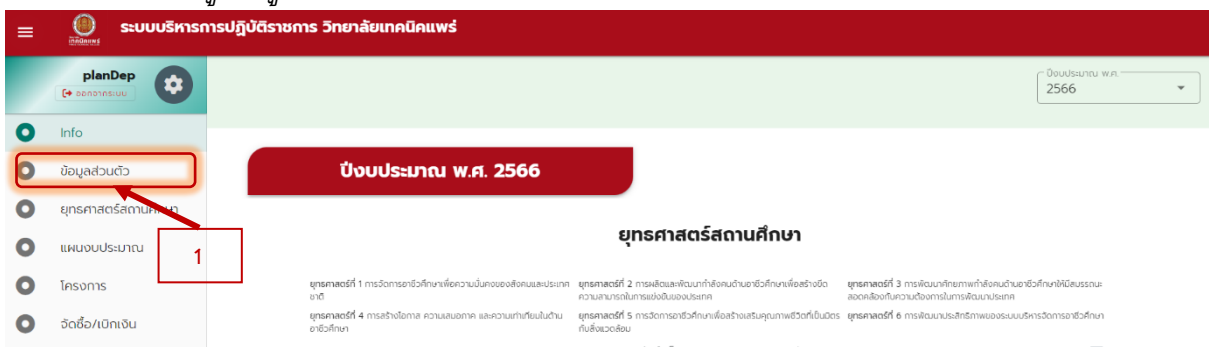 ระบบบริหารการปฏิบัติราชการ วิทยาลัยเทคนิคแพร่
planDep
ออกจากระบบ
ปีงบประมาณ พ.ศ.
2566
Info
ข้อมูลส่วนตัว
ยุทธศาสตร์สถานศึกษา
แผนงบประมาณ
โครงการ
จัดซื้อ/เบิกเงิน
1
ปีงบประมาณ พ.ศ. 2566
ยุทธศาสตร์สถานศึกษา
ยุทธศาสตร์ที่ 1 การจัดการอาชีวศึกษาเพื่อความมั่นคงของสังคมและประเทศ
ชาติ
ยุทธศาสตร์ที่ 2 การผลิตและพัฒนากำลังคนด้านอาชีวศึกษาเพื่อสร้างขีด
ความสามารถในการแข่งขันของประเทศ
ยุทธศาสตร์ที่ 3 การพัฒนาศักยภาพกำลังคนด้านอาชีวศึกษาให้มีสมรรถนะ
สอดคล้องกับความต้องการในการพัฒนาประเทศ
ยุทธศาสตร์ที่ 4 การสร้างโอกาส ความเสมอภาค และความเท่าเทียมในด้าน
อาชีวศึกษา
ยุทธศาสตร์ที่ 5 การจัดการอาชีวศึกษาเพื่อสร้างเสริมคุณภาพชีวิตที่เป็นมิตร
กับสิ่งแวดล้อม
ยุทธศาสตร์ที่ 6 การพัฒนาประสิทธิภาพของระบบบริหารจัดการอาชีวศึกษา